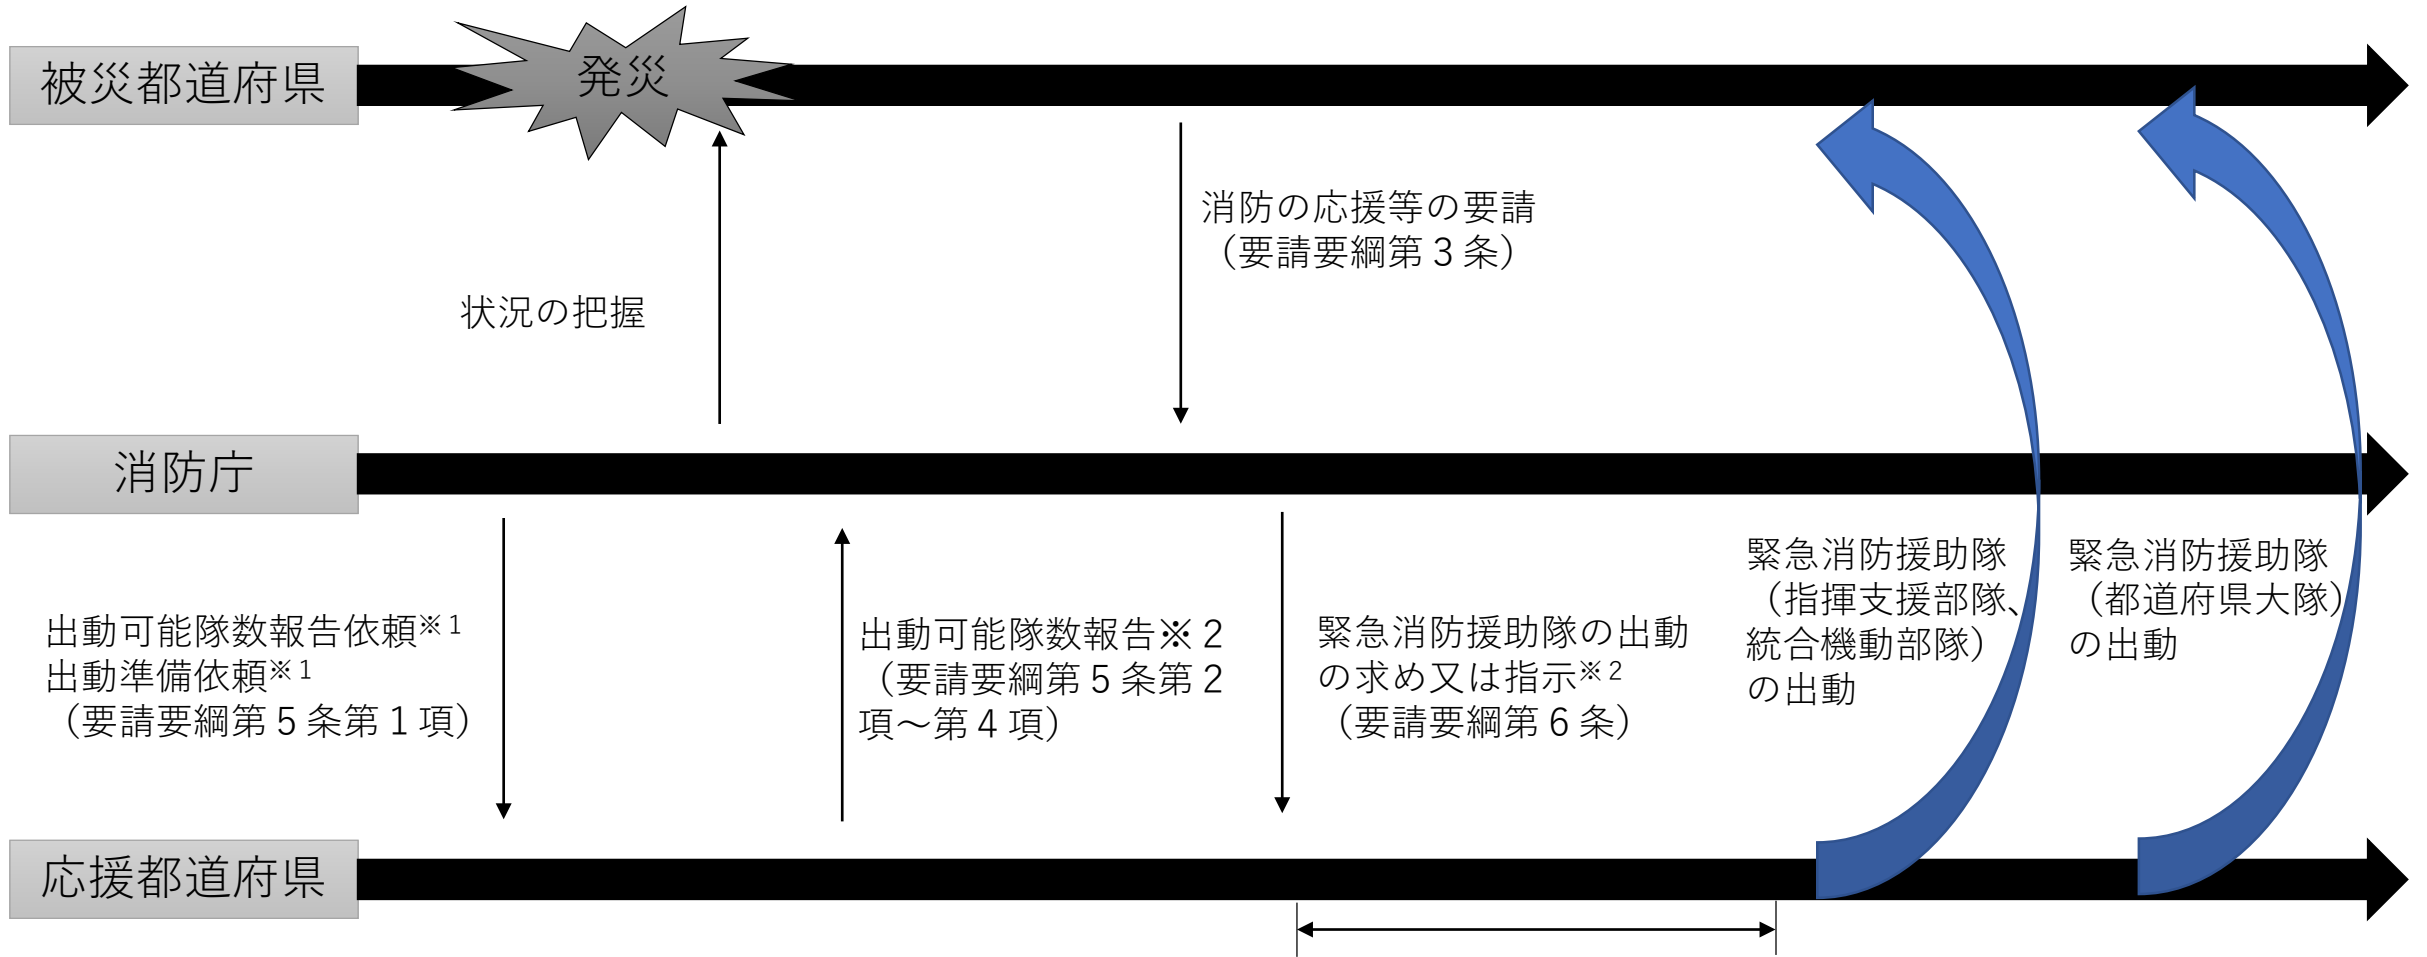 被災都道府県
発災
消防の応援等の要請
（要請要綱第３条）
状況の把握
消防庁
出動可能隊数報告依頼※1
出動準備依頼※1
（要請要綱第５条第１項）
出動可能隊数報告※２
（要請要綱第５条第２
項～第４項）
緊急消防援助隊の出動
の求め又は指示※2
（要請要綱第６条）
緊急消防援助隊
（指揮支援部隊、
統合機動部隊）
の出動
緊急消防援助隊
（都道府県大隊）
の出動
応援都道府県